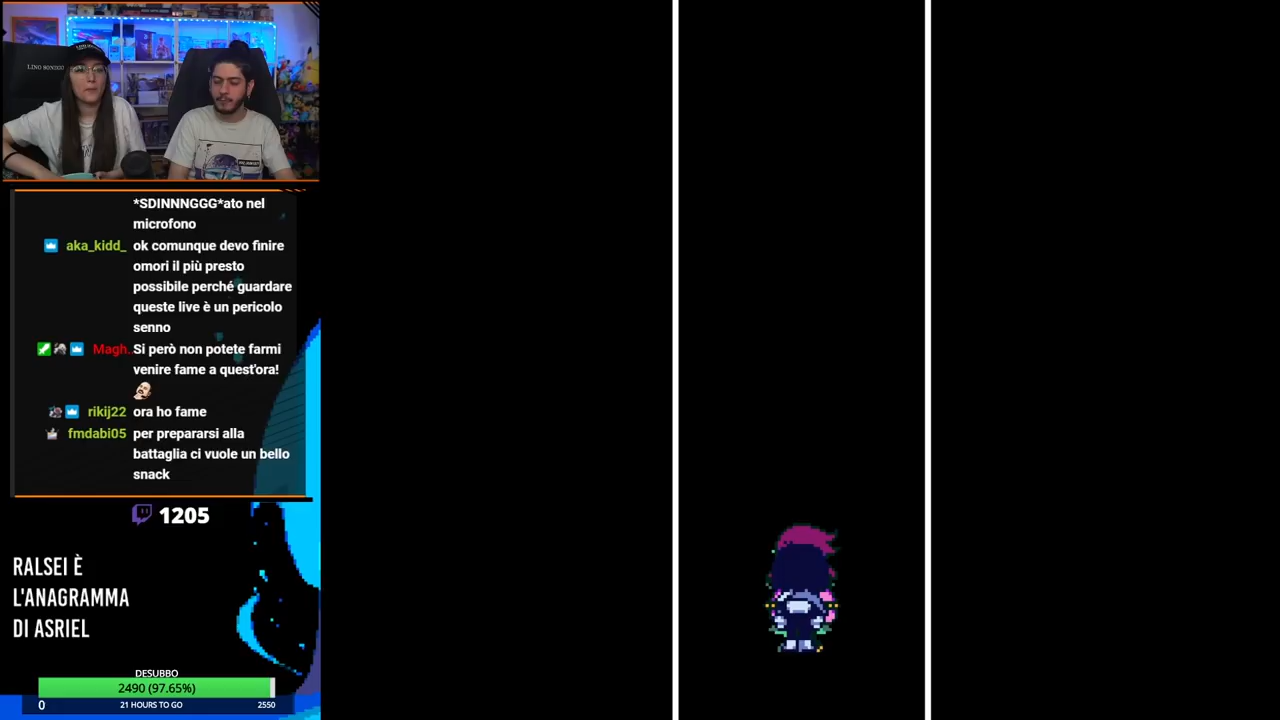 LINO SONEGO
*SDINNNGGG*ato nel
microfono
aka_kidd_ ok comunque devo finire
omori il più presto
possibile perché guardare
queste live è un pericolo
senno
Magh.. Si però non potete farmi
venire fame a quest'ora!
rikij22 ora ho fame
fmdabi05 per prepararsi alla
battaglia ci vuole un bello
snack
1205
RALSEI È
L'ANAGRAMMA
DI ASRIEL
DESUBBO
2490 (97.65%)
0 21 HOURS TO GO 2550